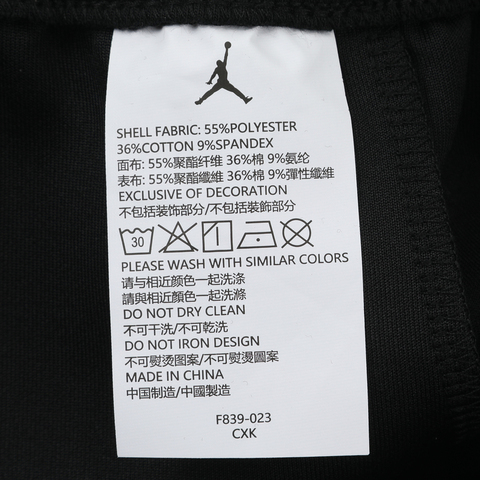 SHELL FABRIC: 55%POLYESTER
36%COTTON 9%SPANDEX
面布: 55%聚酯纤维 36%棉 9%氨纶
表布: 55%聚酯纖維 36%棉 9%彈性纖維
EXCLUSIVE OF DECORATION
不包括装饰部分/不包括裝飾部分
30
PLEASE WASH WITH SIMILAR COLORS
请与相近颜色一起洗涤
請與相近顏色一起洗滌
DO NOT DRY CLEAN
不可干洗/不可乾洗
DO NOT IRON DESIGN
不可熨烫图案/不可熨燙圖案
MADE IN CHINA
中国制造/中國製造
F839-023
CXK